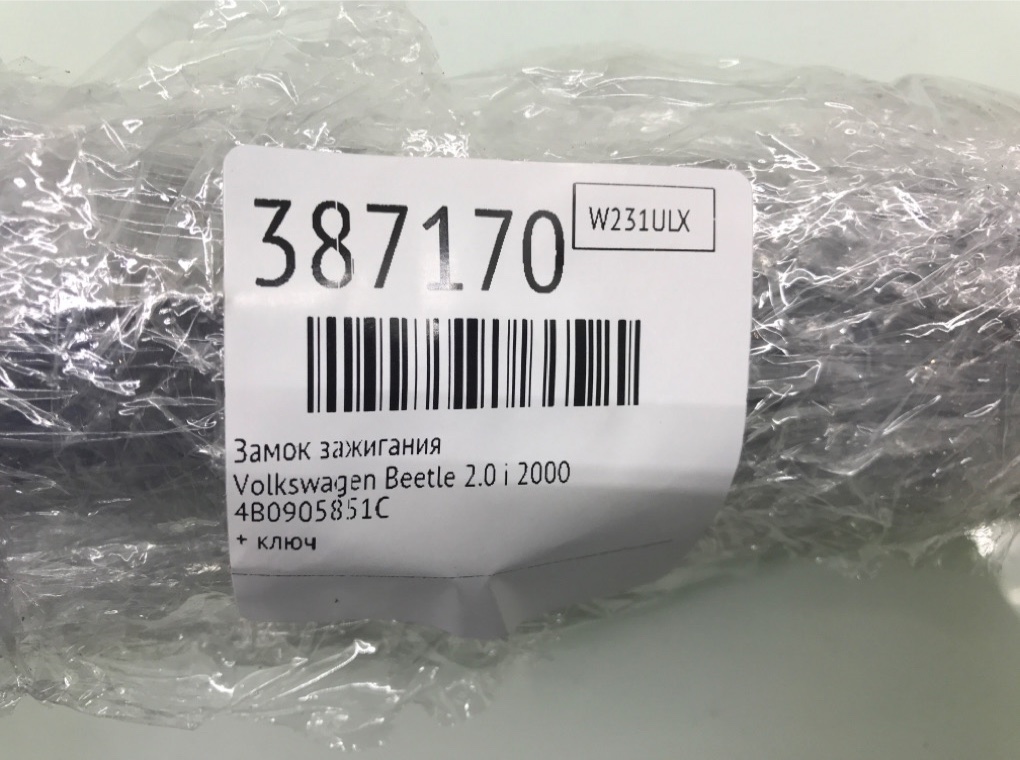 387170
W231ULX
Замок зажигания
Volkswagen Beetle 2.0 i 2000
4B0905851C
+ ключ